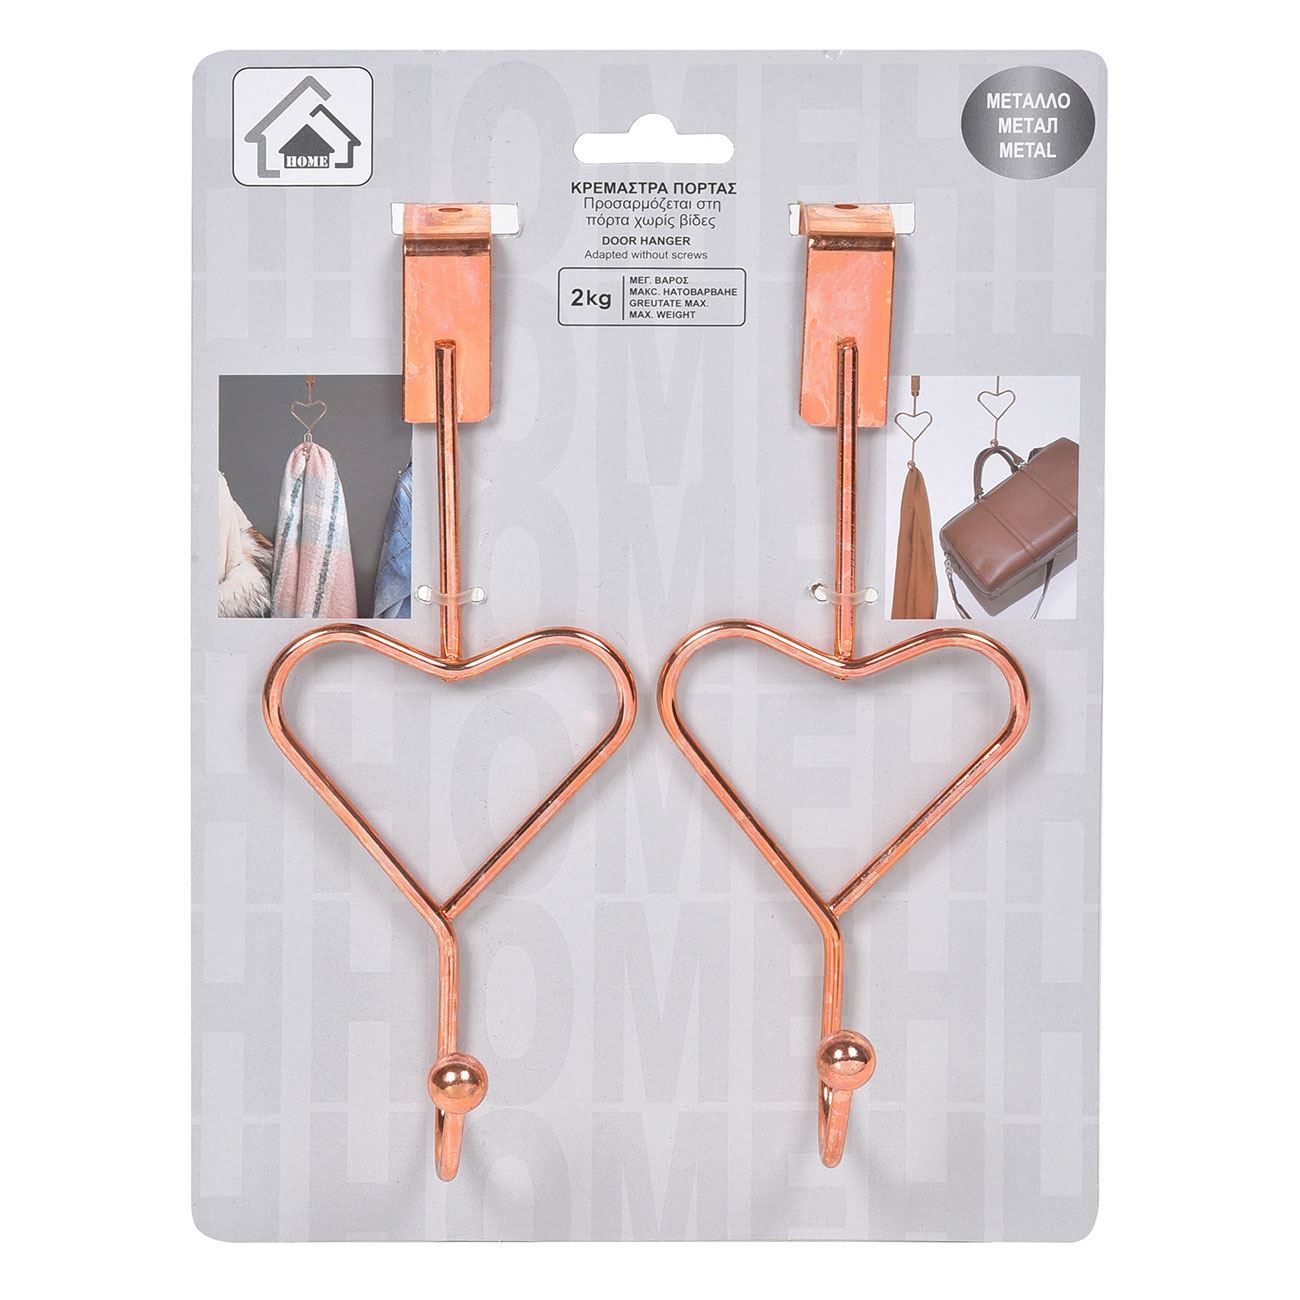 HOME
ΜΕΤΑΛΛΟ
МЕТАЛ
METAL
ΚΡΕΜΑΣΤΡΑ ΠΟΡΤΑΣ
Προσαρμόζεται στη
πόρτα χωρίς βίδες
DOOR HANGER
Adapted without screws
2kg
ΜΕΓ. ΒΑΡΟΣ
МАКС. НАТОВАРВАНЕ
GREUTATE MAX.
MAX. WEIGHT